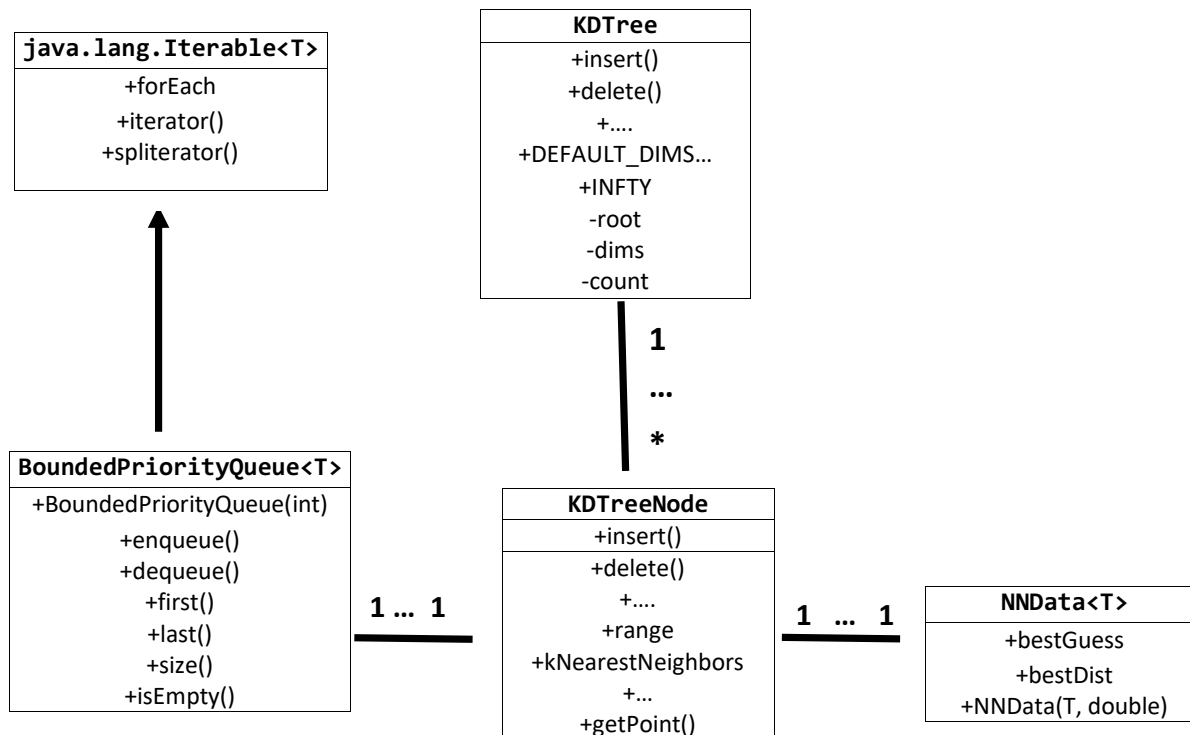 java.lang.Iterable<T>
+forEach
+iterator()
+spliterator()
KDTree
+insert()
+delete()
+....
+DEFAULT_DIMS...
+INFTY
-root
-dims
-count
1
...
*
BoundedPriorityQueue<T>
+BoundedPriorityQueue(int)
+enqueue()
+dequeue()
+first()
+last()
+size()
+isEmpty()
1 ... 1
KDTreeNode
+insert()
+delete()
+....
+range
+kNearestNeighbors
+...
+getPoint()
1 ... 1
NNData<T>
+bestGuess
+bestDist
+NNData(T, double)